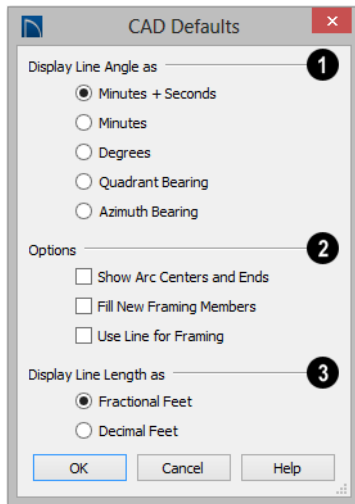 CAD Defaults
Display Line Angle as
1
Minutes + Seconds
Minutes
Degrees
Quadrant Bearing
Azimuth Bearing
Options
2
Show Arc Centers and Ends
Fill New Framing Members
Use Line for Framing
Display Line Length as
3
Fractional Feet
Decimal Feet
OK Cancel Help